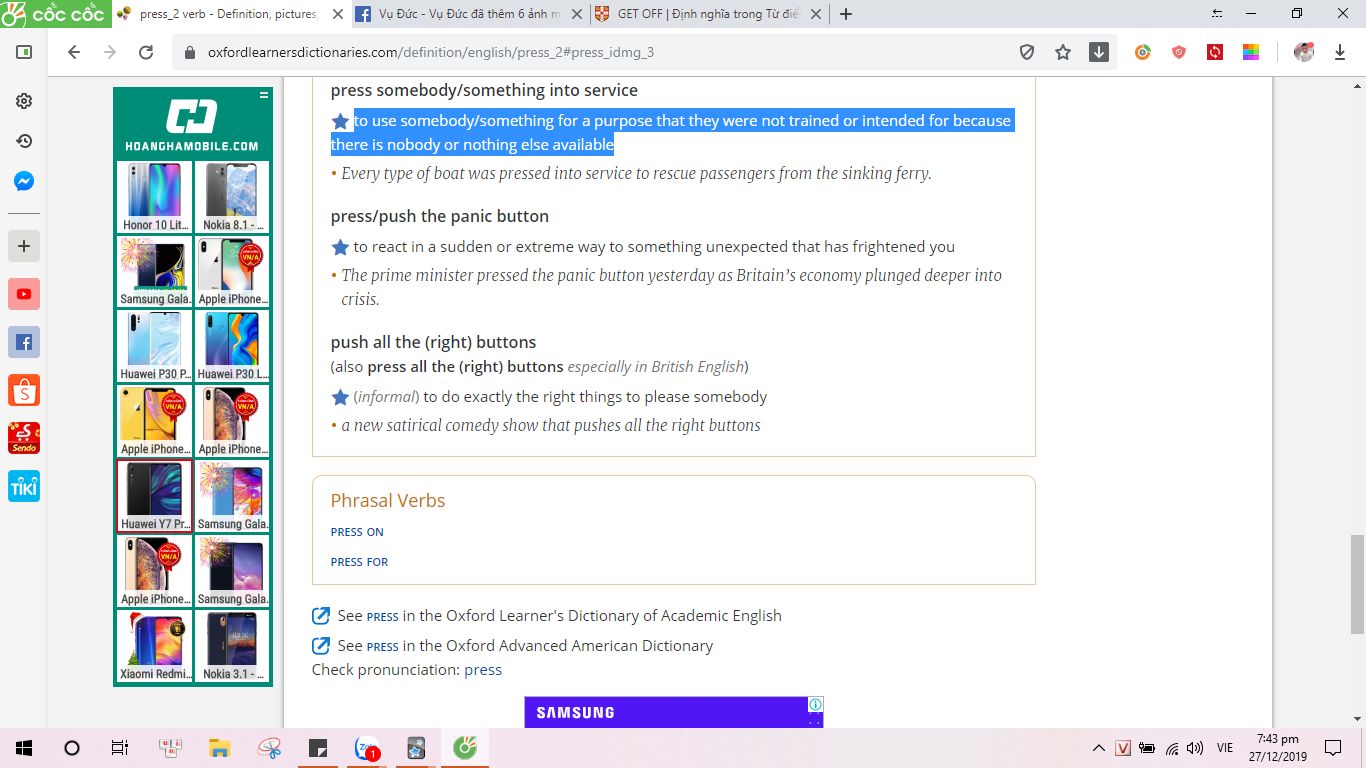 cốc cốc
press_2 verb - Definition, pictures,
Vụ Đức - Vụ Đức đã thêm 6 ảnh m
GET OFF | Định nghĩa trong Từ điể
oxfordlearnersdictionaries.com/definition/english/press_2#press_idmg_3
HOANGHAMOBILE.COM
Honor 10 Lit...
Nokia 8.1 - ...
Samsung Gala.
Apple iPhone...
Huawei P30 P...
Huawei P30 L...
Apple iPhone...
Apple iPhone...
Huawei Y7 Pr...
Samsung Gala.
Apple iPhone...
Samsung Gala.
Xiaomi Redmi...
Nokia 3.1 - ...
VN/A
VN/A
VN/A
VN/A
Sendo
TIKI
press somebody/something into service
to use somebody/something for a purpose that they were not trained or intended for because
there is nobody or nothing else available
• Every type of boat was pressed into service to rescue passengers from the sinking ferry.
press/push the panic button
to react in a sudden or extreme way to something unexpected that has frightened you
• The prime minister pressed the panic button yesterday as Britain's economy plunged deeper into
crisis.
push all the (right) buttons
(also press all the (right) buttons especially in British English)
(informal) to do exactly the right things to please somebody
• a new satirical comedy show that pushes all the right buttons
Phrasal Verbs
PRESS ON
PRESS FOR
See PRESS in the Oxford Learner's Dictionary of Academic English
See PRESS in the Oxford Advanced American Dictionary
Check pronunciation: press
SAMSUNG
1
V
VIE
7:43 pm
27/12/2019